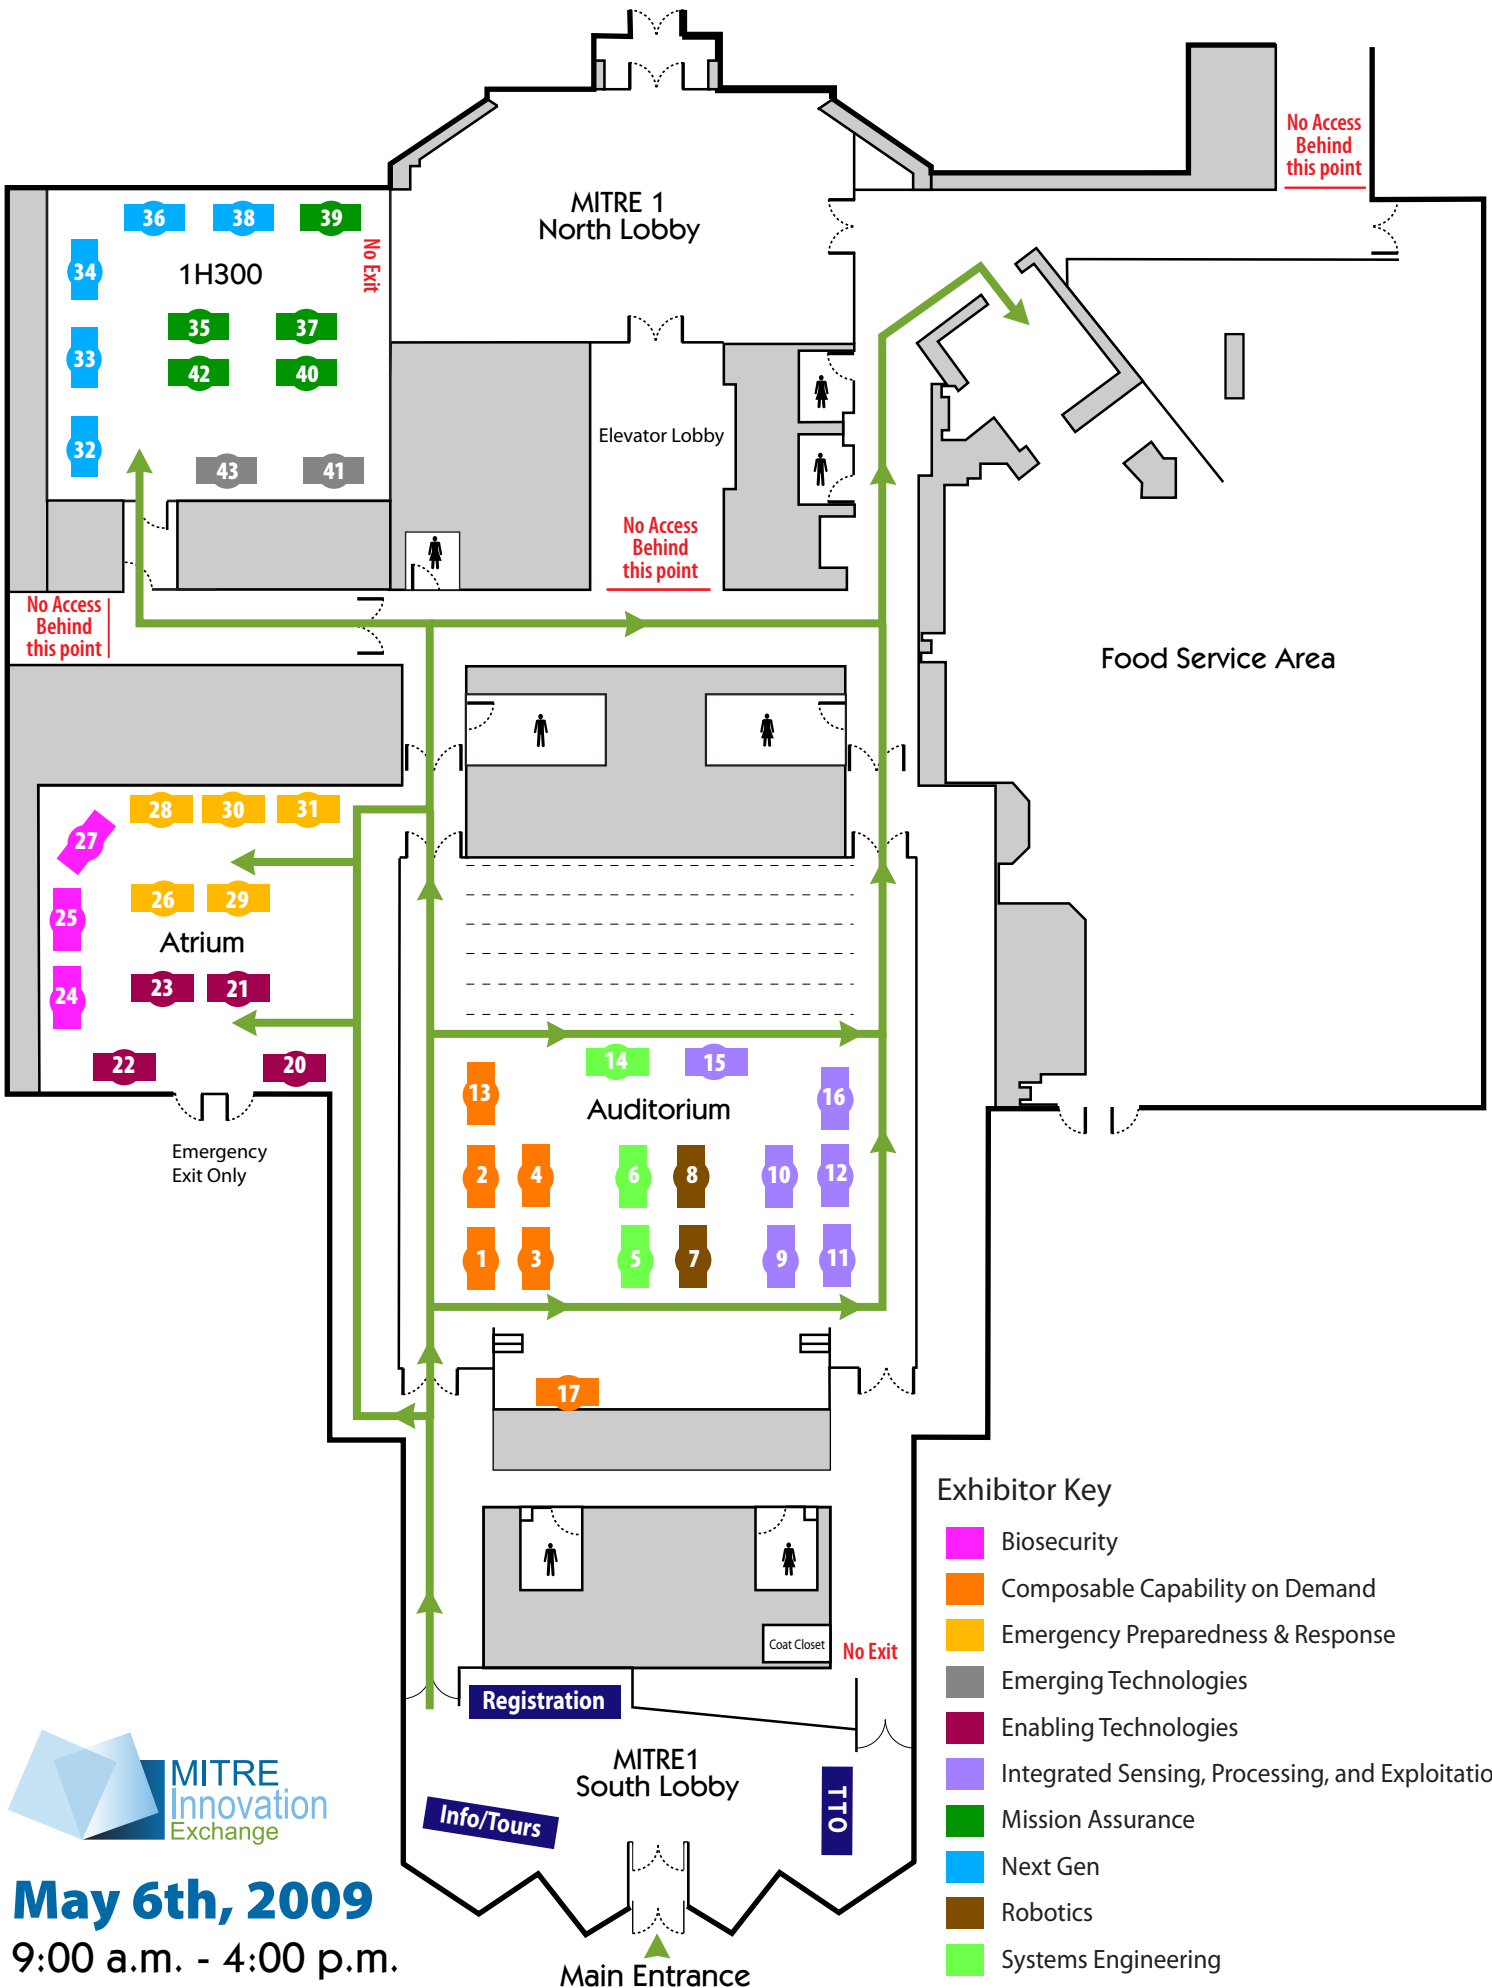 No Access
Behind
this point
MITRE 1
North Lobby
36
38
39
No Exit
34
1H300
35
37
33
42
40
32
43
41
Elevator Lobby
No Access
Behind
this point
No Access
Behind
this point
Food Service Area
28
30
31
27
26
29
25
Atrium
24
23
21
22
20
Emergency
Exit Only
14
15
13
16
Auditorium
2
4
6
8
10
12
1
3
5
7
9
11
17
Exhibitor Key
Biosecurity
Composable Capability on Demand
Emergency Preparedness & Response
Emerging Technologies
Enabling Technologies
Integrated Sensing, Processing, and Exploitatio
Mission Assurance
Next Gen
Robotics
Systems Engineering
Coat Closet
No Exit
Registration
MITRE1
South Lobby
Info/Tours
TTO
Main Entrance
MITRE
Innovation
Exchange
May 6th, 2009
9:00 a.m. - 4:00 p.m.